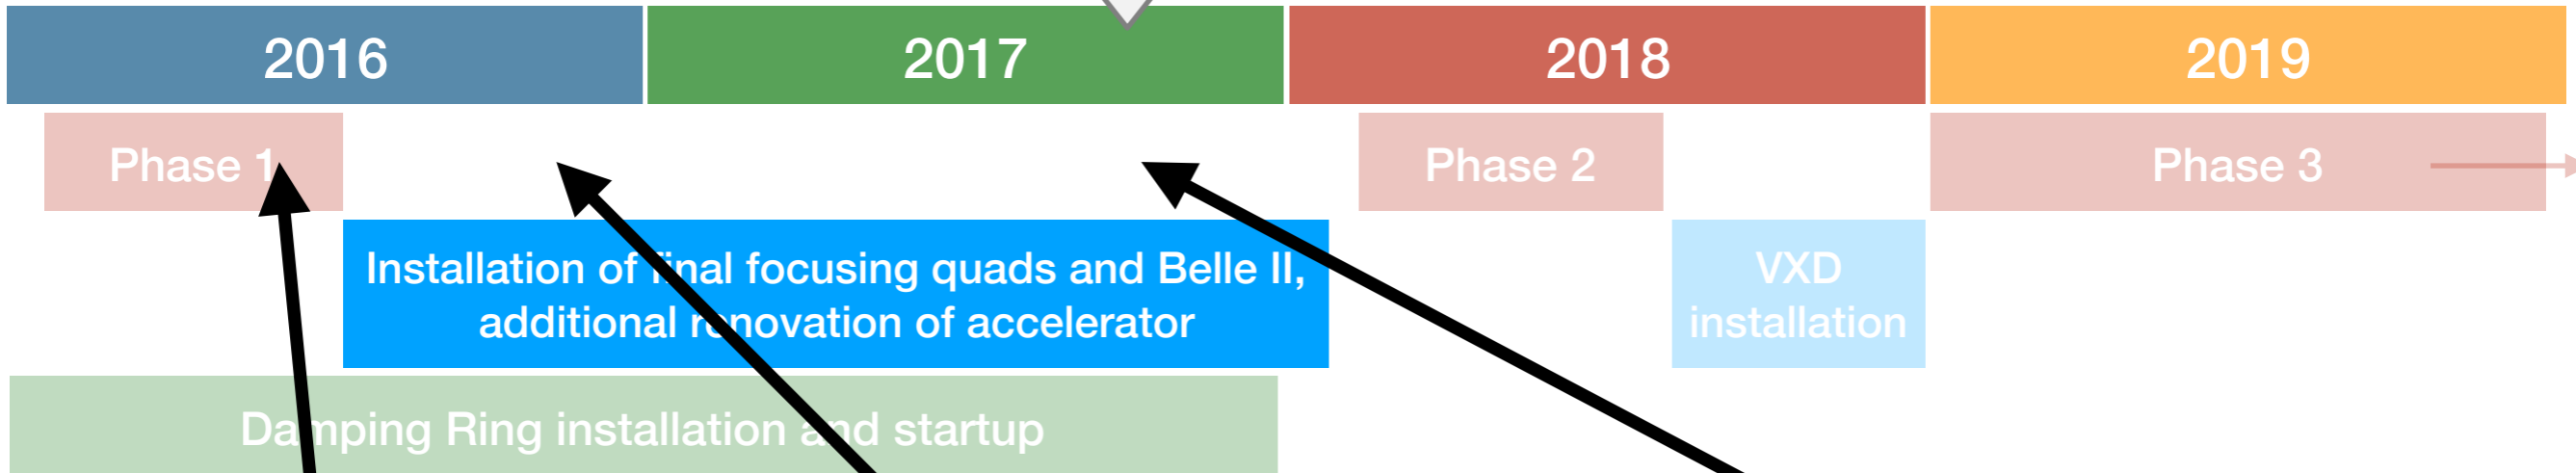 2016 2017 2018 2019
Phase 1 Phase 2 Phase 3
Installation of final focusing quads and Belle II,
additional renovation of accelerator
VXD
installation
Damping Ring installation and startup